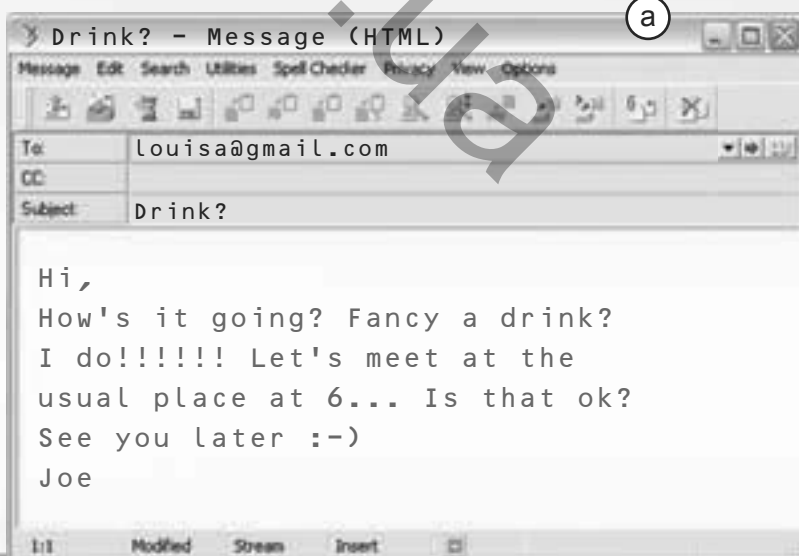 a
Drink? - Message (HTML)
Message Edit Search Utilities Spell Checker Privacy View Options
To: louisa@gmail.com
CC:
Subject: Drink?
Hi,
How's it going? Fancy a drink?
I do!!!!!! Let's meet at the
usual place at 6... Is that ok?
See you later :-)
Joe
1:1 Modified Stream Insert